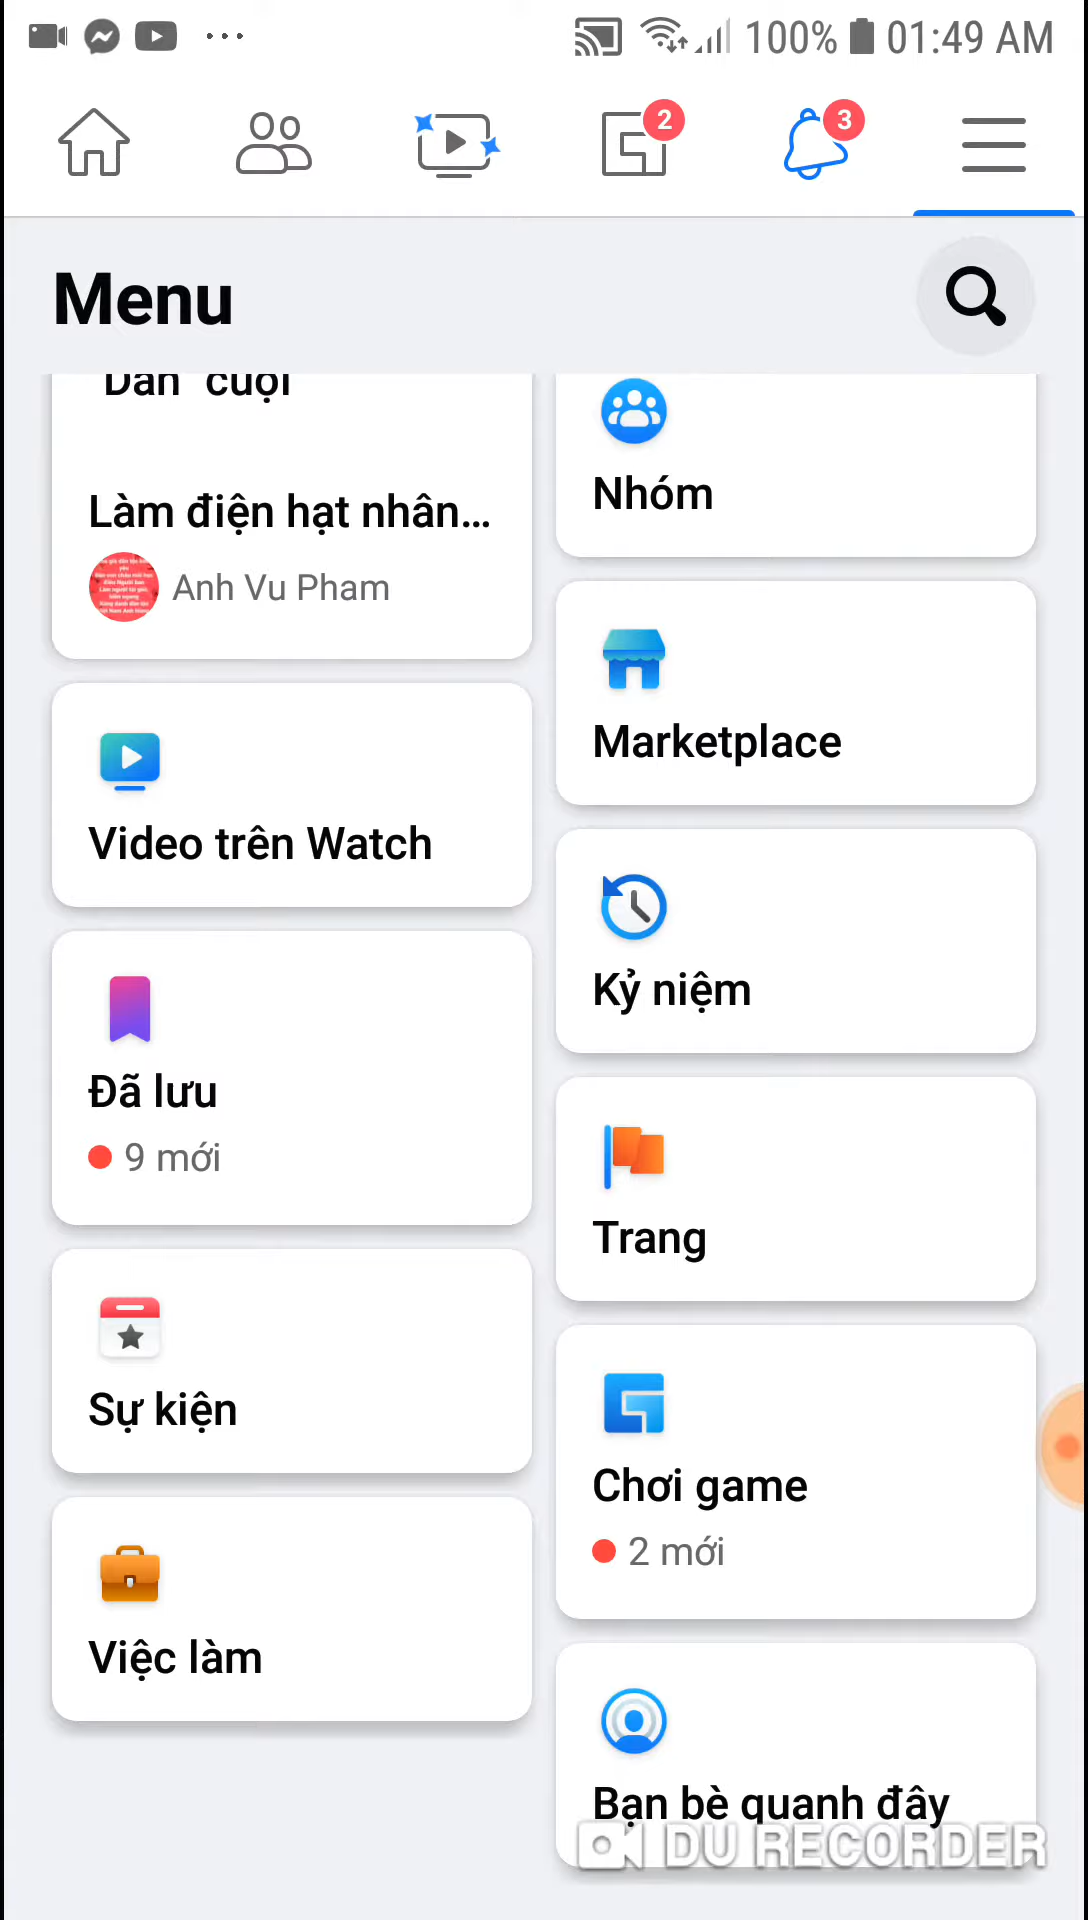 100% 01:49 AM
2
3
Menu
Làm điện hạt nhân...
Anh Vu Pham
Video trên Watch
Đã lưu
9 mới
Sự kiện
Việc làm
Nhóm
Marketplace
Kỷ niệm
Trang
Chơi game
2 mới
Bạn bè quanh đây
DU RECORDER